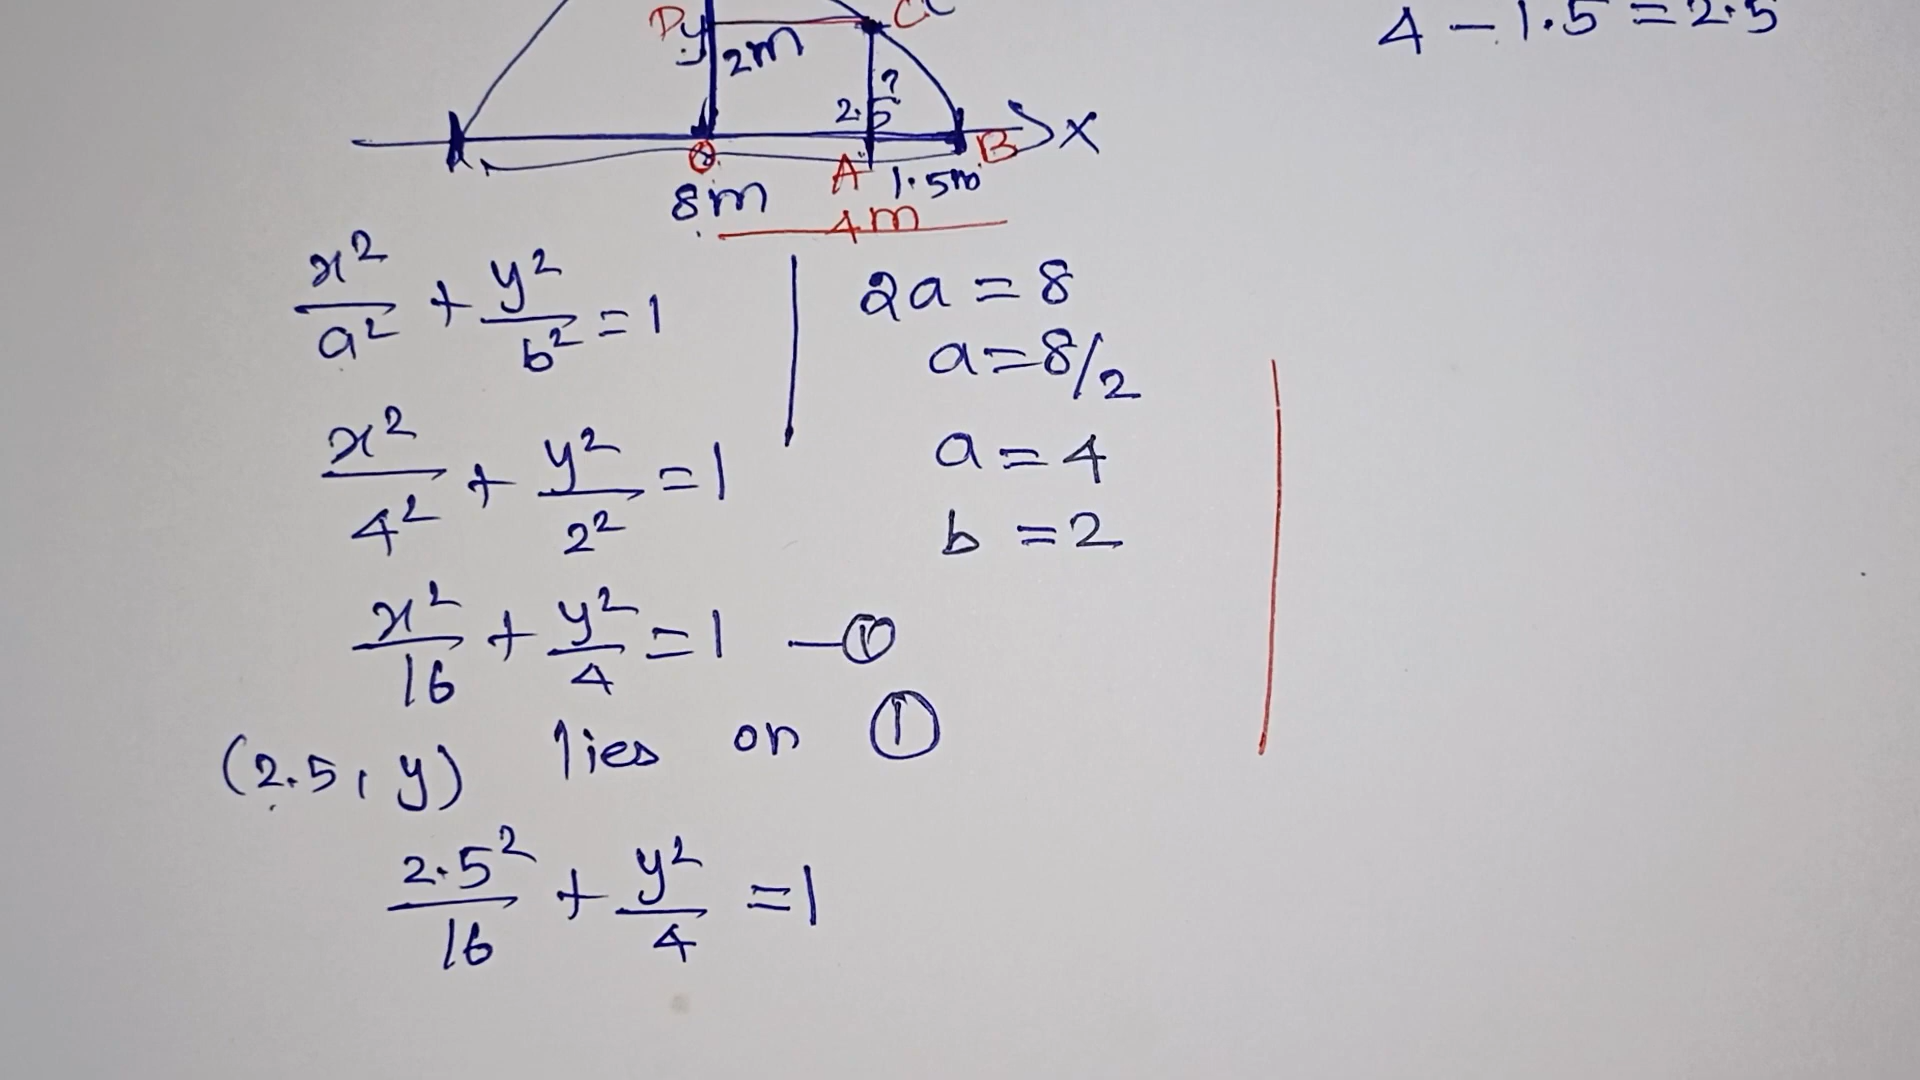 4 - 1.5 = 2.5
D y 2m C
? 2.5
X
O A B
8m 1.5m
4m
x²/a² + y²/b² = 1
2a = 8
a = 8/2
x²/4² + y²/2² = 1
a = 4
b = 2
x²/16 + y²/4 = 1 — ①
(2.5, y) lies on ①
2.5²/16 + y²/4 = 1